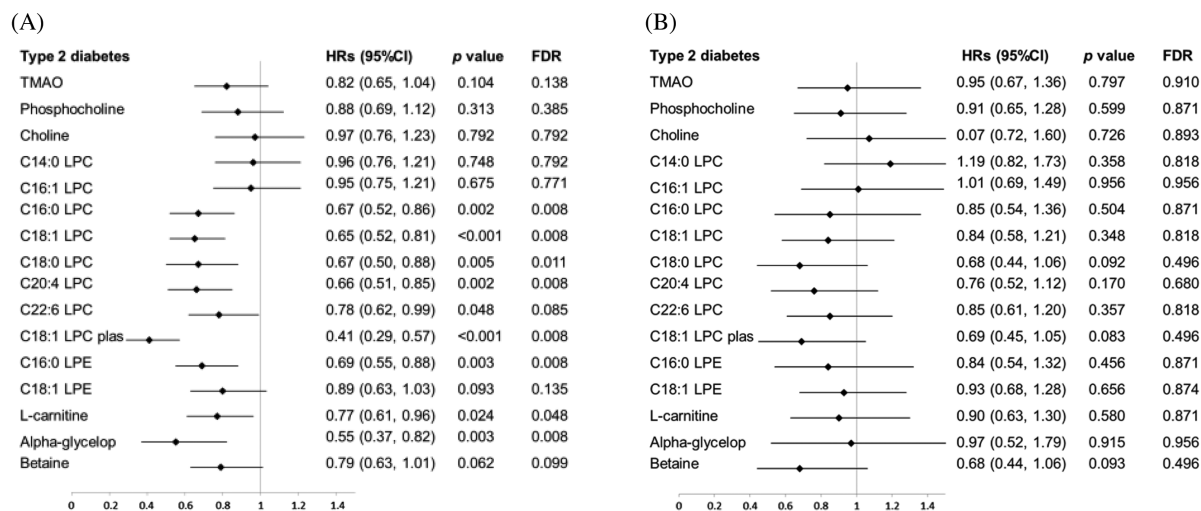 (A)
Type 2 diabetes HRs (95%CI) p value FDR
TMAO 0.82 (0.65, 1.04) 0.104 0.138
Phosphocholine 0.88 (0.69, 1.12) 0.313 0.385
Choline 0.97 (0.76, 1.23) 0.792 0.792
C14:0 LPC 0.96 (0.76, 1.21) 0.748 0.792
C16:1 LPC 0.95 (0.75, 1.21) 0.675 0.771
C16:0 LPC 0.67 (0.52, 0.86) 0.002 0.008
C18:1 LPC 0.65 (0.52, 0.81) <0.001 0.008
C18:0 LPC 0.67 (0.50, 0.88) 0.005 0.011
C20:4 LPC 0.66 (0.51, 0.85) 0.002 0.008
C22:6 LPC 0.78 (0.62, 0.99) 0.048 0.085
C18:1 LPC plas 0.41 (0.29, 0.57) <0.001 0.008
C16:0 LPE 0.69 (0.55, 0.88) 0.003 0.008
C18:1 LPE 0.89 (0.63, 1.03) 0.093 0.135
L-carnitine 0.77 (0.61, 0.96) 0.024 0.048
Alpha-glycelop 0.55 (0.37, 0.82) 0.003 0.008
Betaine 0.79 (0.63, 1.01) 0.062 0.099
0 0.2 0.4 0.6 0.8 1 1.2 1.4
(B)
Type 2 diabetes HRs (95%CI) p value FDR
TMAO 0.95 (0.67, 1.36) 0.797 0.910
Phosphocholine 0.91 (0.65, 1.28) 0.599 0.871
Choline 0.07 (0.72, 1.60) 0.726 0.893
C14:0 LPC 1.19 (0.82, 1.73) 0.358 0.818
C16:1 LPC 1.01 (0.69, 1.49) 0.956 0.956
C16:0 LPC 0.85 (0.54, 1.36) 0.504 0.871
C18:1 LPC 0.84 (0.58, 1.21) 0.348 0.818
C18:0 LPC 0.68 (0.44, 1.06) 0.092 0.496
C20:4 LPC 0.76 (0.52, 1.12) 0.170 0.680
C22:6 LPC 0.85 (0.61, 1.20) 0.357 0.818
C18:1 LPC plas 0.69 (0.45, 1.05) 0.083 0.496
C16:0 LPE 0.84 (0.54, 1.32) 0.456 0.871
C18:1 LPE 0.93 (0.68, 1.28) 0.656 0.874
L-carnitine 0.90 (0.63, 1.30) 0.580 0.871
Alpha-glycelop 0.97 (0.52, 1.79) 0.915 0.956
Betaine 0.68 (0.44, 1.06) 0.093 0.496
0 0.2 0.4 0.6 0.8 1 1.2 1.4